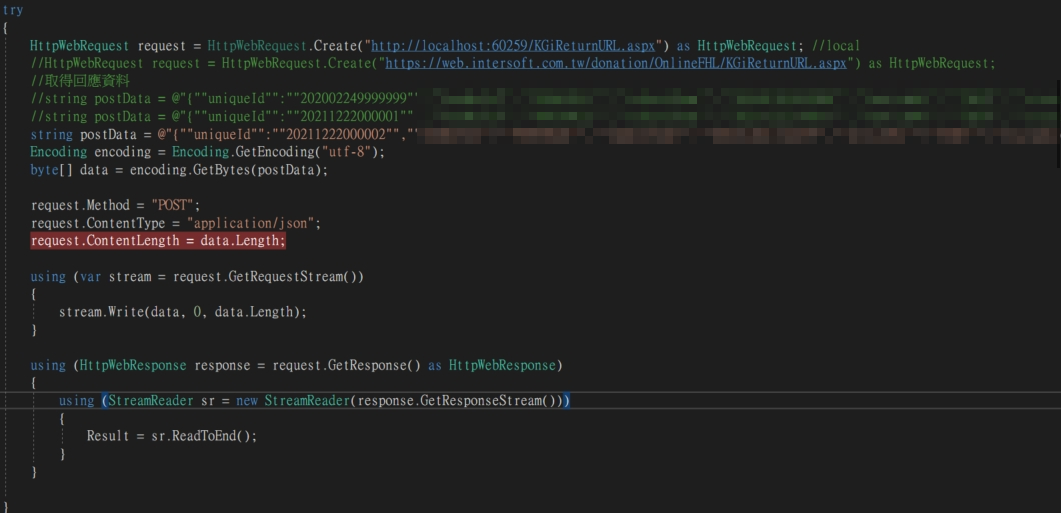 try
{
HttpWebRequest request = HttpWebRequest.Create("http://localhost:60259/KGiReturnURL.aspx") as HttpWebRequest; //local
//HttpWebRequest request = HttpWebRequest.Create("https://web.intersoft.com.tw/donation/OnlineFHL/KGiReturnURL.aspx") as HttpWebRequest;
//取得回應資料
//string postData = @"{""uniqueId"":""202002249999999"'
//string postData = @"{""uniqueId"":""20211222000001""
string postData = @"{""uniqueId"":""20211222000002"",""
Encoding encoding = Encoding.GetEncoding("utf-8");
byte[] data = encoding.GetBytes(postData);
request.Method = "POST";
request.ContentType = "application/json";
request.ContentLength = data.Length;
using (var stream = request.GetRequestStream())
{
stream.Write(data, 0, data.Length);
}
using (HttpWebResponse response = request.GetResponse() as HttpWebResponse)
{
using (StreamReader sr = new StreamReader(response.GetResponseStream()))
{
Result = sr.ReadToEnd();
}
}
}